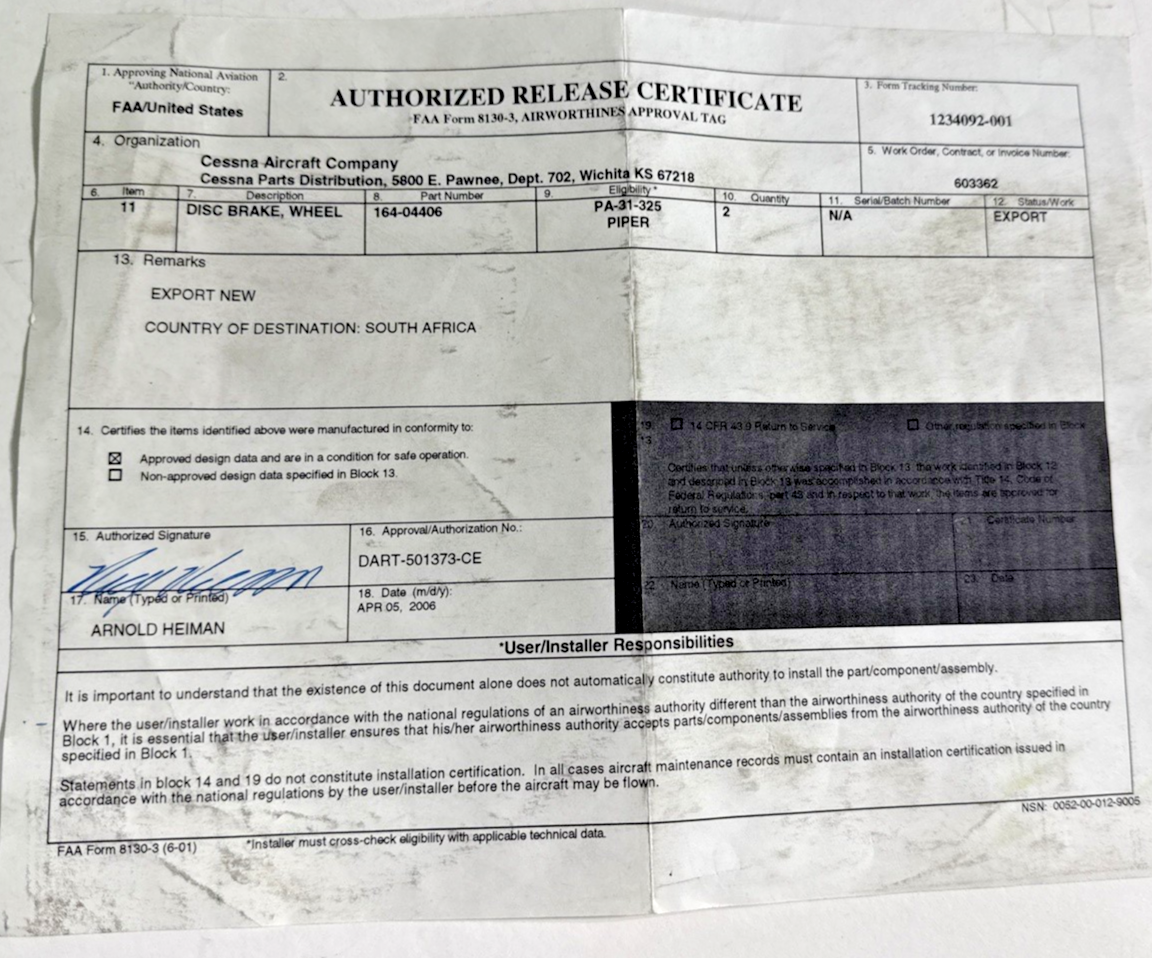 1. Approving National Aviation
"Authority/Country:
FAA/United States
2.
AUTHORIZED RELEASE CERTIFICATE
FAA Form 8130-3, AIRWORTHINES APPROVAL TAG
3. Form Tracking Number:
1234092-001
4. Organization
Cessna Aircraft Company
Cessna Parts Distribution, 5800 E. Pawnee, Dept. 702, Wichita KS 67218
5. Work Order, Contract, or Invoice Number:
603362
6. Item
11
7. Description
DISC BRAKE, WHEEL
8. Part Number
164-04406
9. Eligibility*
PA-31-325
PIPER
10. Quantity
2
11. Serial/Batch Number
N/A
12. Status/Work
EXPORT
13. Remarks
EXPORT NEW
COUNTRY OF DESTINATION: SOUTH AFRICA
14. Certifies the items identified above were manufactured in conformity to:
☒ Approved design data and are in a condition for safe operation.
☐ Non-approved design data specified in Block 13.
19. ☐ 14 CFR 43.9 Return to Service ☐ Other regulation specified in Block
Certifies that unless otherwise specified in Block 13, the work identified in Block 12
and described in Block 13 was accomplished in accordance with Title 14, Code of
Federal Regulations, part 43 and in respect to that work, the items are approved for
return to service.
15. Authorized Signature
16. Approval/Authorization No.:
DART-501373-CE
20. Authorized Signature
Certificate Number
17. Name (Typed or Printed)
ARNOLD HEIMAN
18. Date (m/d/y):
APR 05, 2006
22. Name (Typed or Printed)
23. Date
*User/Installer Responsibilities
It is important to understand that the existence of this document alone does not automatically constitute authority to install the part/component/assembly.
Where the user/installer work in accordance with the national regulations of an airworthiness authority different than the airworthiness authority of the country specified in
Block 1, it is essential that the user/installer ensures that his/her airworthiness authority accepts parts/components/assemblies from the airworthiness authority of the country
specified in Block 1.
Statements in block 14 and 19 do not constitute installation certification. In all cases aircraft maintenance records must contain an installation certification issued in
accordance with the national regulations by the user/installer before the aircraft may be flown.
NSN: 0052-00-012-9005
FAA Form 8130-3 (6-01)
*Installer must cross-check eligibility with applicable technical data.